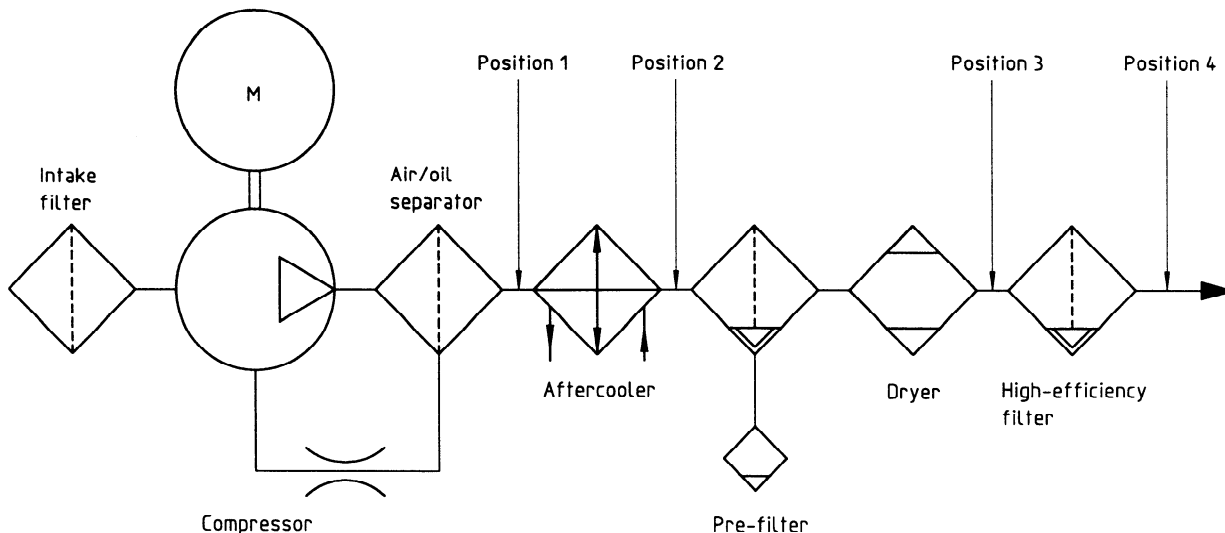 M
Position 1
Position 2
Position 3
Position 4
Intake
filter
Air/oil
separator
Aftercooler
Dryer
High-efficiency
filter
Compressor
Pre-filter